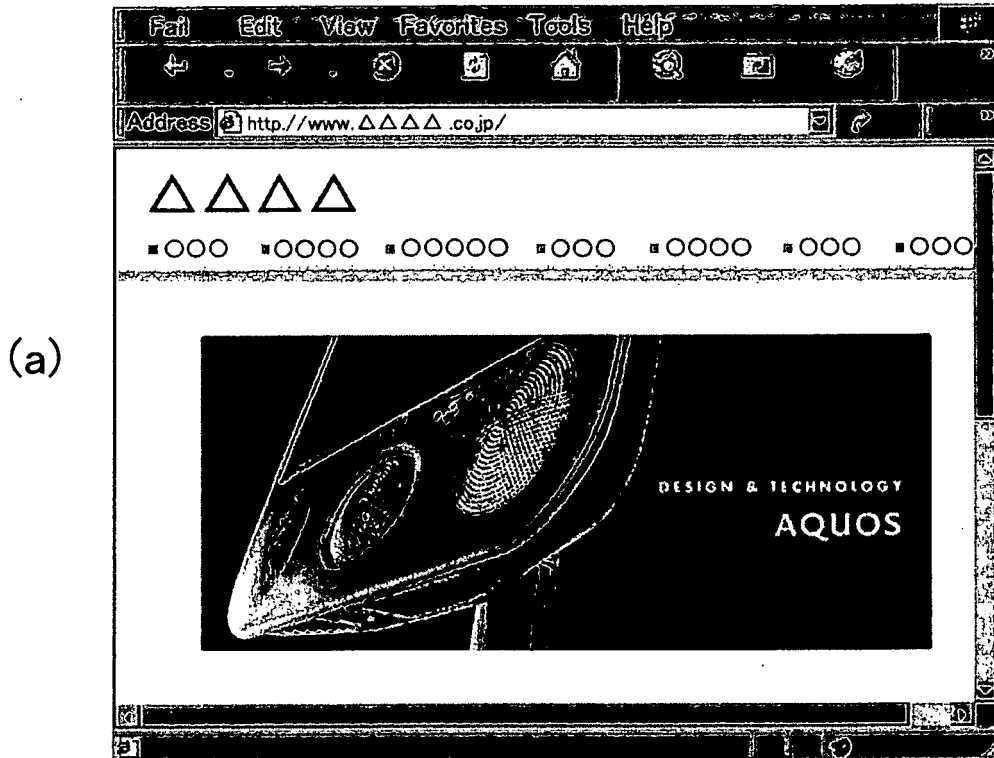 Fail Edit View Favorites Tools Help
Address http.//www.△△△△.co.jp/
△△△△
■○○○ ■○○○○ ■○○○○○ ■○○○ ■○○○○ ■○○○ ■○○○
(a)
DESIGN & TECHNOLOGY
AQUOS